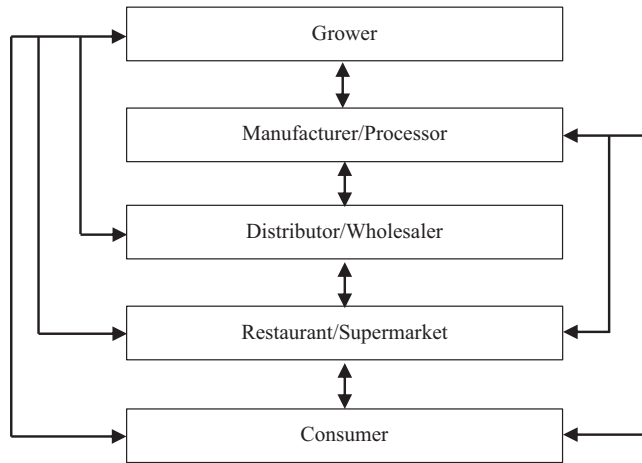 Grower
Manufacturer/Processor
Distributor/Wholesaler
Restaurant/Supermarket
Consumer